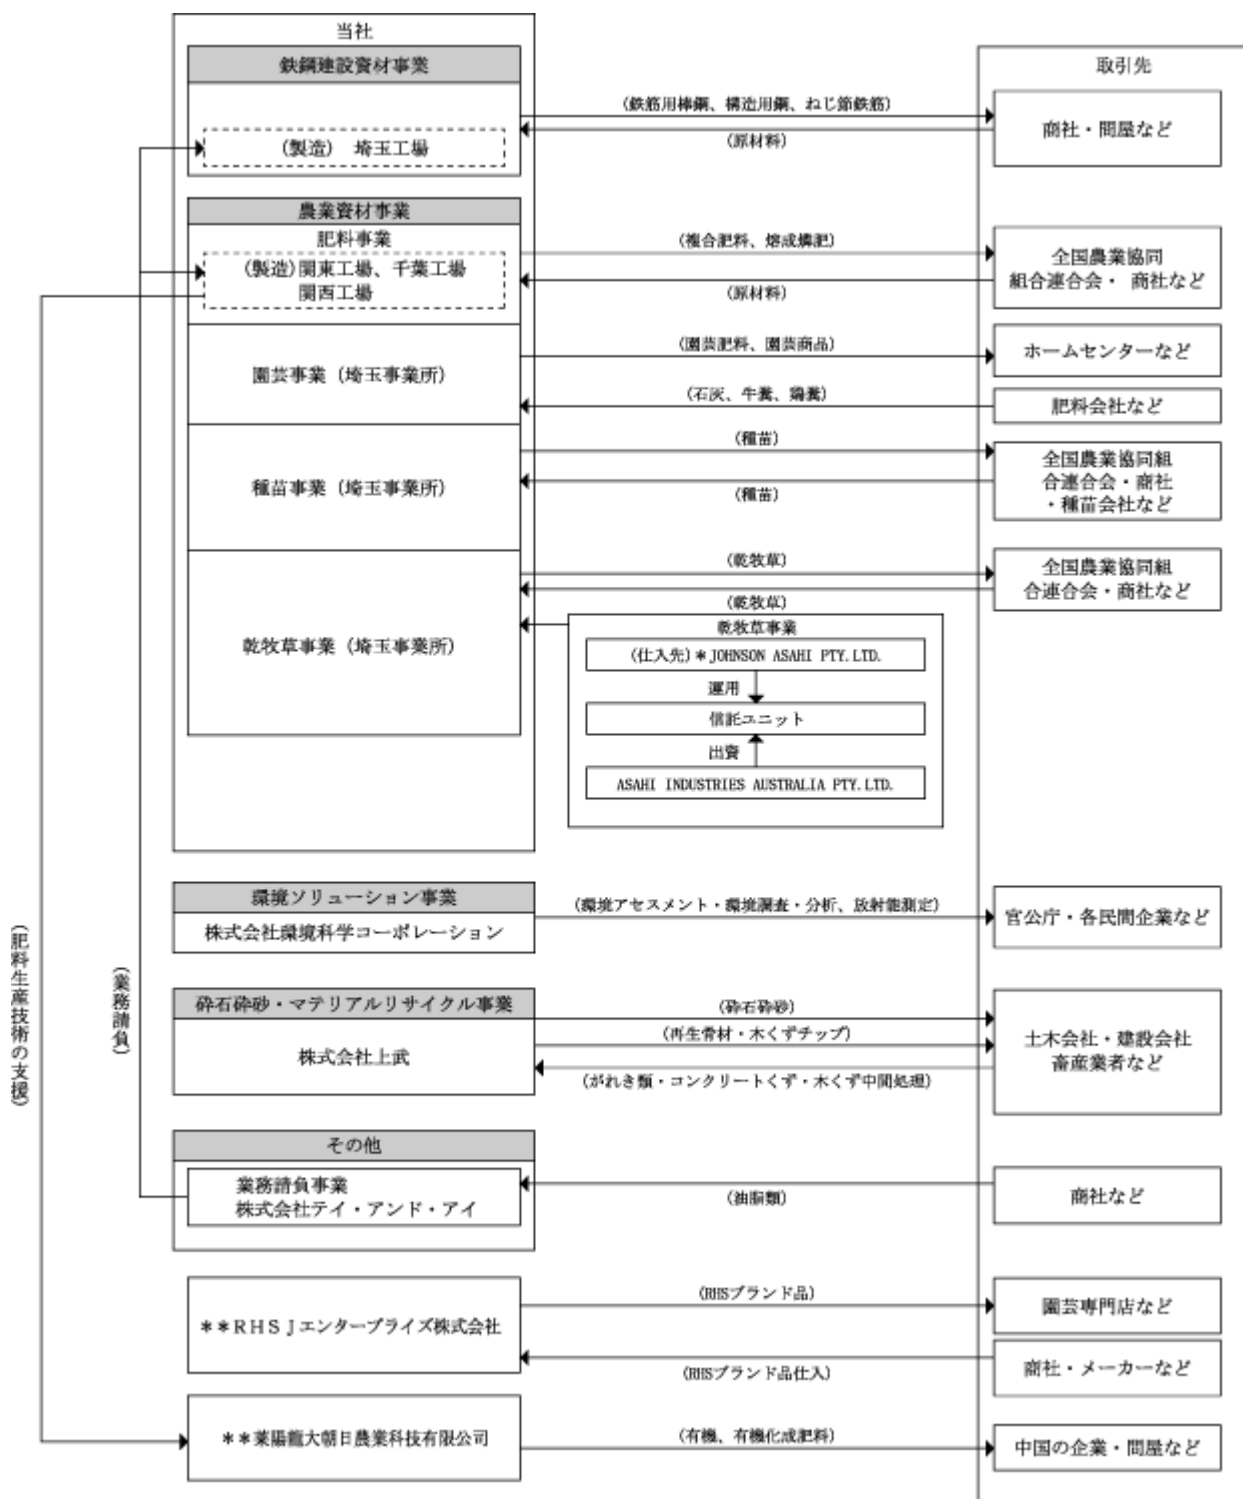 当社
取引先
鉄鋼建設資材事業
(鉄筋用棒鋼、構造用鋼、ねじ節鉄筋)
商社・問屋など
(原材料)
(製造) 埼玉工場
農業資材事業
肥料事業
(製造)関東工場、千葉工場
関西工場
(複合肥料、熔成燐肥)
(原材料)
全国農業協同
組合連合会・ 商社など
園芸事業 (埼玉事業所)
(園芸肥料、園芸商品)
ホームセンターなど
(石灰、牛糞、鶏糞)
肥料会社など
種苗事業 (埼玉事業所)
(種苗)
(種苗)
全国農業協同組
合連合会・商社
・種苗会社など
乾牧草事業 (埼玉事業所)
(乾牧草)
(乾牧草)
全国農業協同組
合連合会・商社など
乾牧草事業
(仕入先)*JOHNSON ASAHI PTY.LTD.
運用
信託ユニット
出資
ASAHI INDUSTRIES AUSTRALIA PTY.LTD.
環境ソリューション事業
株式会社環境科学コーポレーション
(環境アセスメント・環境調査・分析、放射能測定)
官公庁・各民間企業など
砕石砕砂・マテリアルリサイクル事業
株式会社上武
(砕石砕砂)
(再生骨材・木くずチップ)
(がれき類・コンクリートくず・木くず中間処理)
土木会社・建設会社
畜産業者など
その他
業務請負事業
株式会社テイ・アンド・アイ
(油脂類)
商社など
(業務請負)
(肥料生産技術の支援)
**RHSJエンタープライズ株式会社
(RHSブランド品)
園芸専門店など
(RHSブランド品仕入)
商社・メーカーなど
**莱陽龍大朝日農業科技有限公司
(有機、有機化成肥料)
中国の企業・問屋など